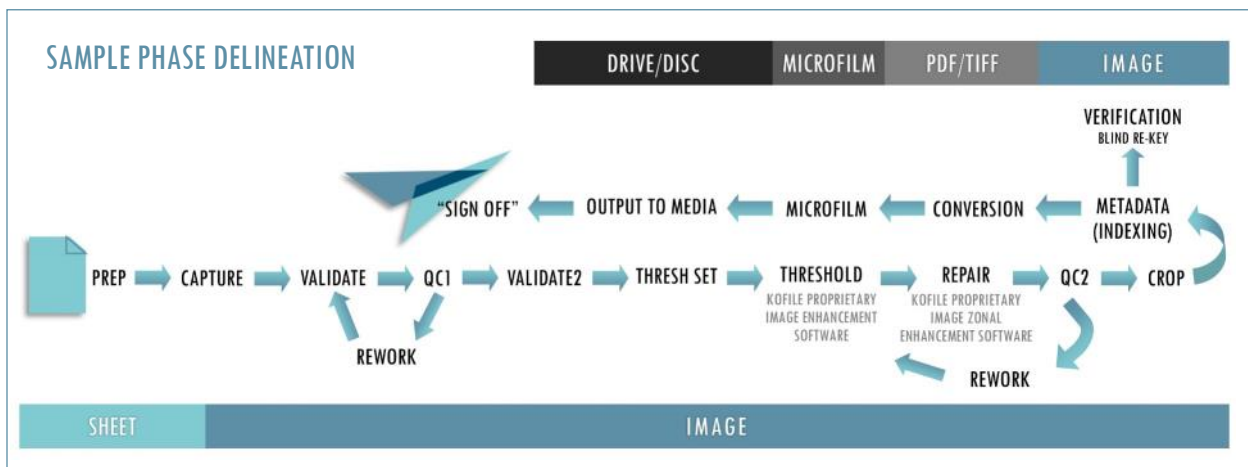 SAMPLE PHASE DELINEATION
DRIVE/DISC
MICROFILM
PDF/TIFF
IMAGE
VERIFICATION
BLIND RE-KEY
"SIGN OFF"
OUTPUT TO MEDIA
MICROFILM
CONVERSION
METADATA
(INDEXING)
PREP
CAPTURE
VALIDATE
QC1
VALIDATE2
THRESH SET
THRESHOLD
KOFILE PROPRIETARY
IMAGE ENHANCEMENT
SOFTWARE
REPAIR
KOFILE PROPRIETARY
IMAGE ZONAL
ENHANCEMENT SOFTWARE
QC2
CROP
REWORK
REWORK
SHEET
IMAGE